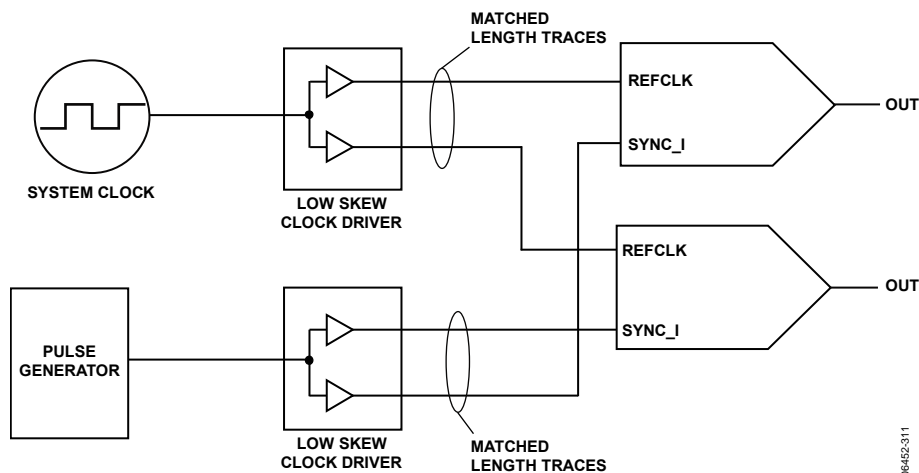 MATCHED
LENGTH TRACES
REFCLK
OUT
SYNC_I
SYSTEM CLOCK
LOW SKEW
CLOCK DRIVER
REFCLK
OUT
SYNC_I
PULSE
GENERATOR
LOW SKEW
CLOCK DRIVER
MATCHED
LENGTH TRACES
06452-311